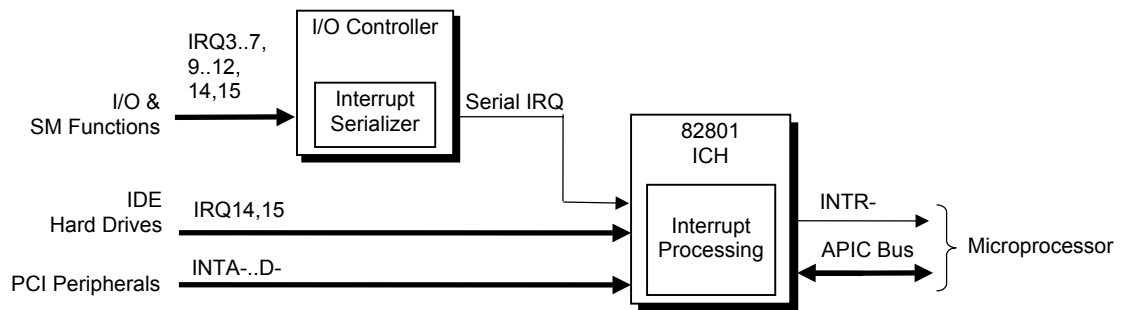 I/O Controller
IRQ3..7,
9..12,
14,15
I/O &
SM Functions
Interrupt
Serializer
Serial IRQ
82801
ICH
IDE
Hard Drives
IRQ14,15
Interrupt
Processing
INTR-
APIC Bus
Microprocessor
PCI Peripherals
INTA-..D-